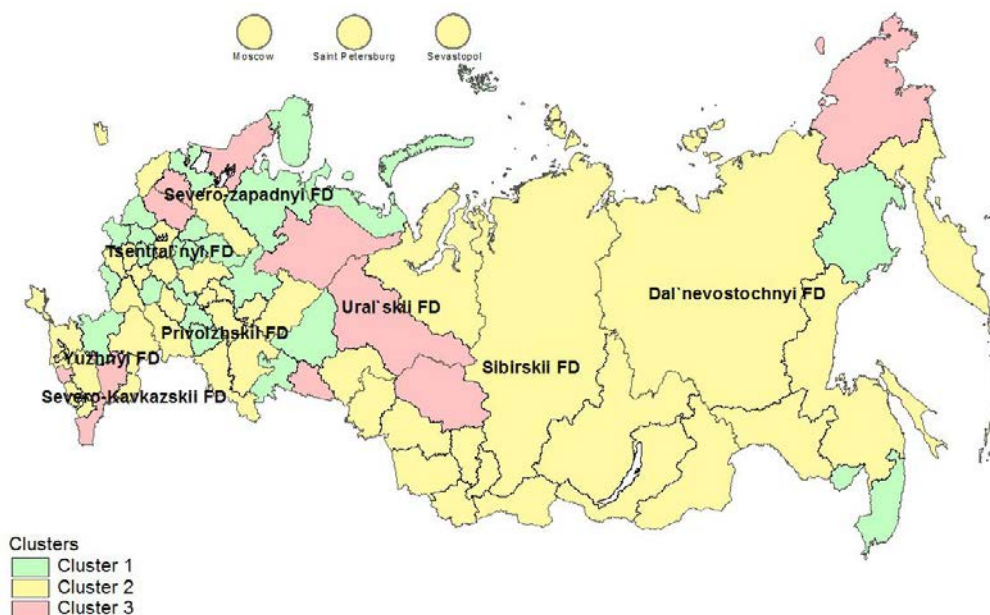 Moscow
Saint Petersburg
Sevastopol
Severo-zapadnyi FD
Tsentral`nyi FD
Ural`skii FD
Dal`nevostochnyi FD
Privolzhskii FD
Yuzhnyi FD
Sibirskii FD
Severo-Kavkazskii FD
Clusters
Cluster 1
Cluster 2
Cluster 3